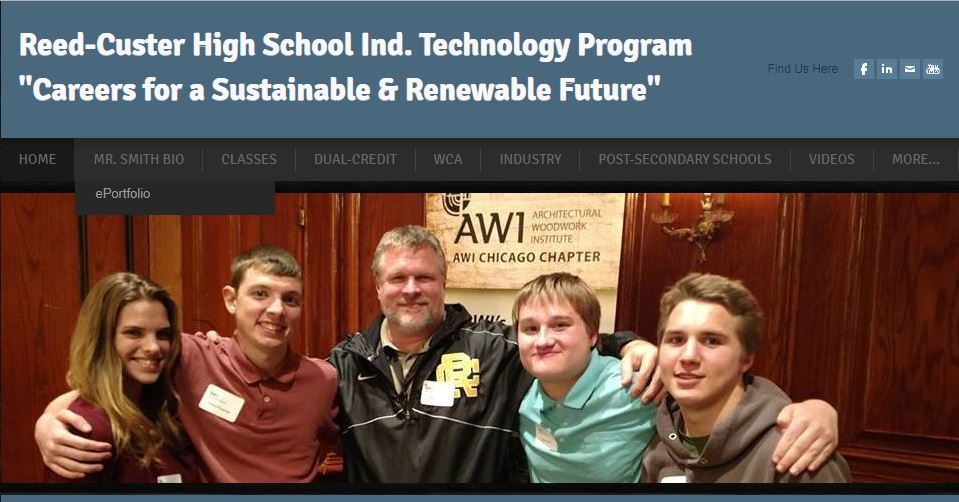 Reed-Custer High School Ind. Technology Program
"Careers for a Sustainable & Renewable Future"
Find Us Here
HOME
MR. SMITH BIO
CLASSES
DUAL-CREDIT
WCA
INDUSTRY
POST-SECONDARY SCHOOLS
VIDEOS
MORE...
ePortfolio
AWI
ARCHITECTURAL
WOODWORK
INSTITUTE
AWI CHICAGO CHAPTER